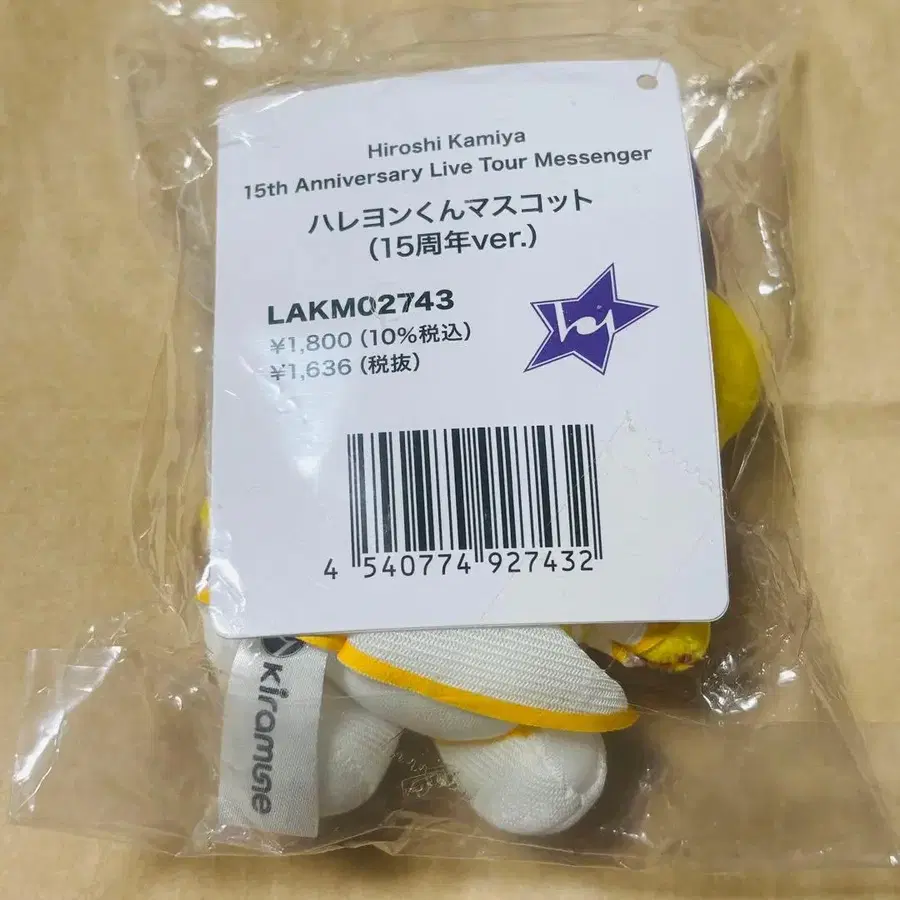 Hiroshi Kamiya
15th Anniversary Live Tour Messenger
ハレヨンくんマスコット
(15周年ver.)
LAKM02743
¥1,800 (10%税込)
¥1,636 (税抜)
4 540774 927432
Kiramune